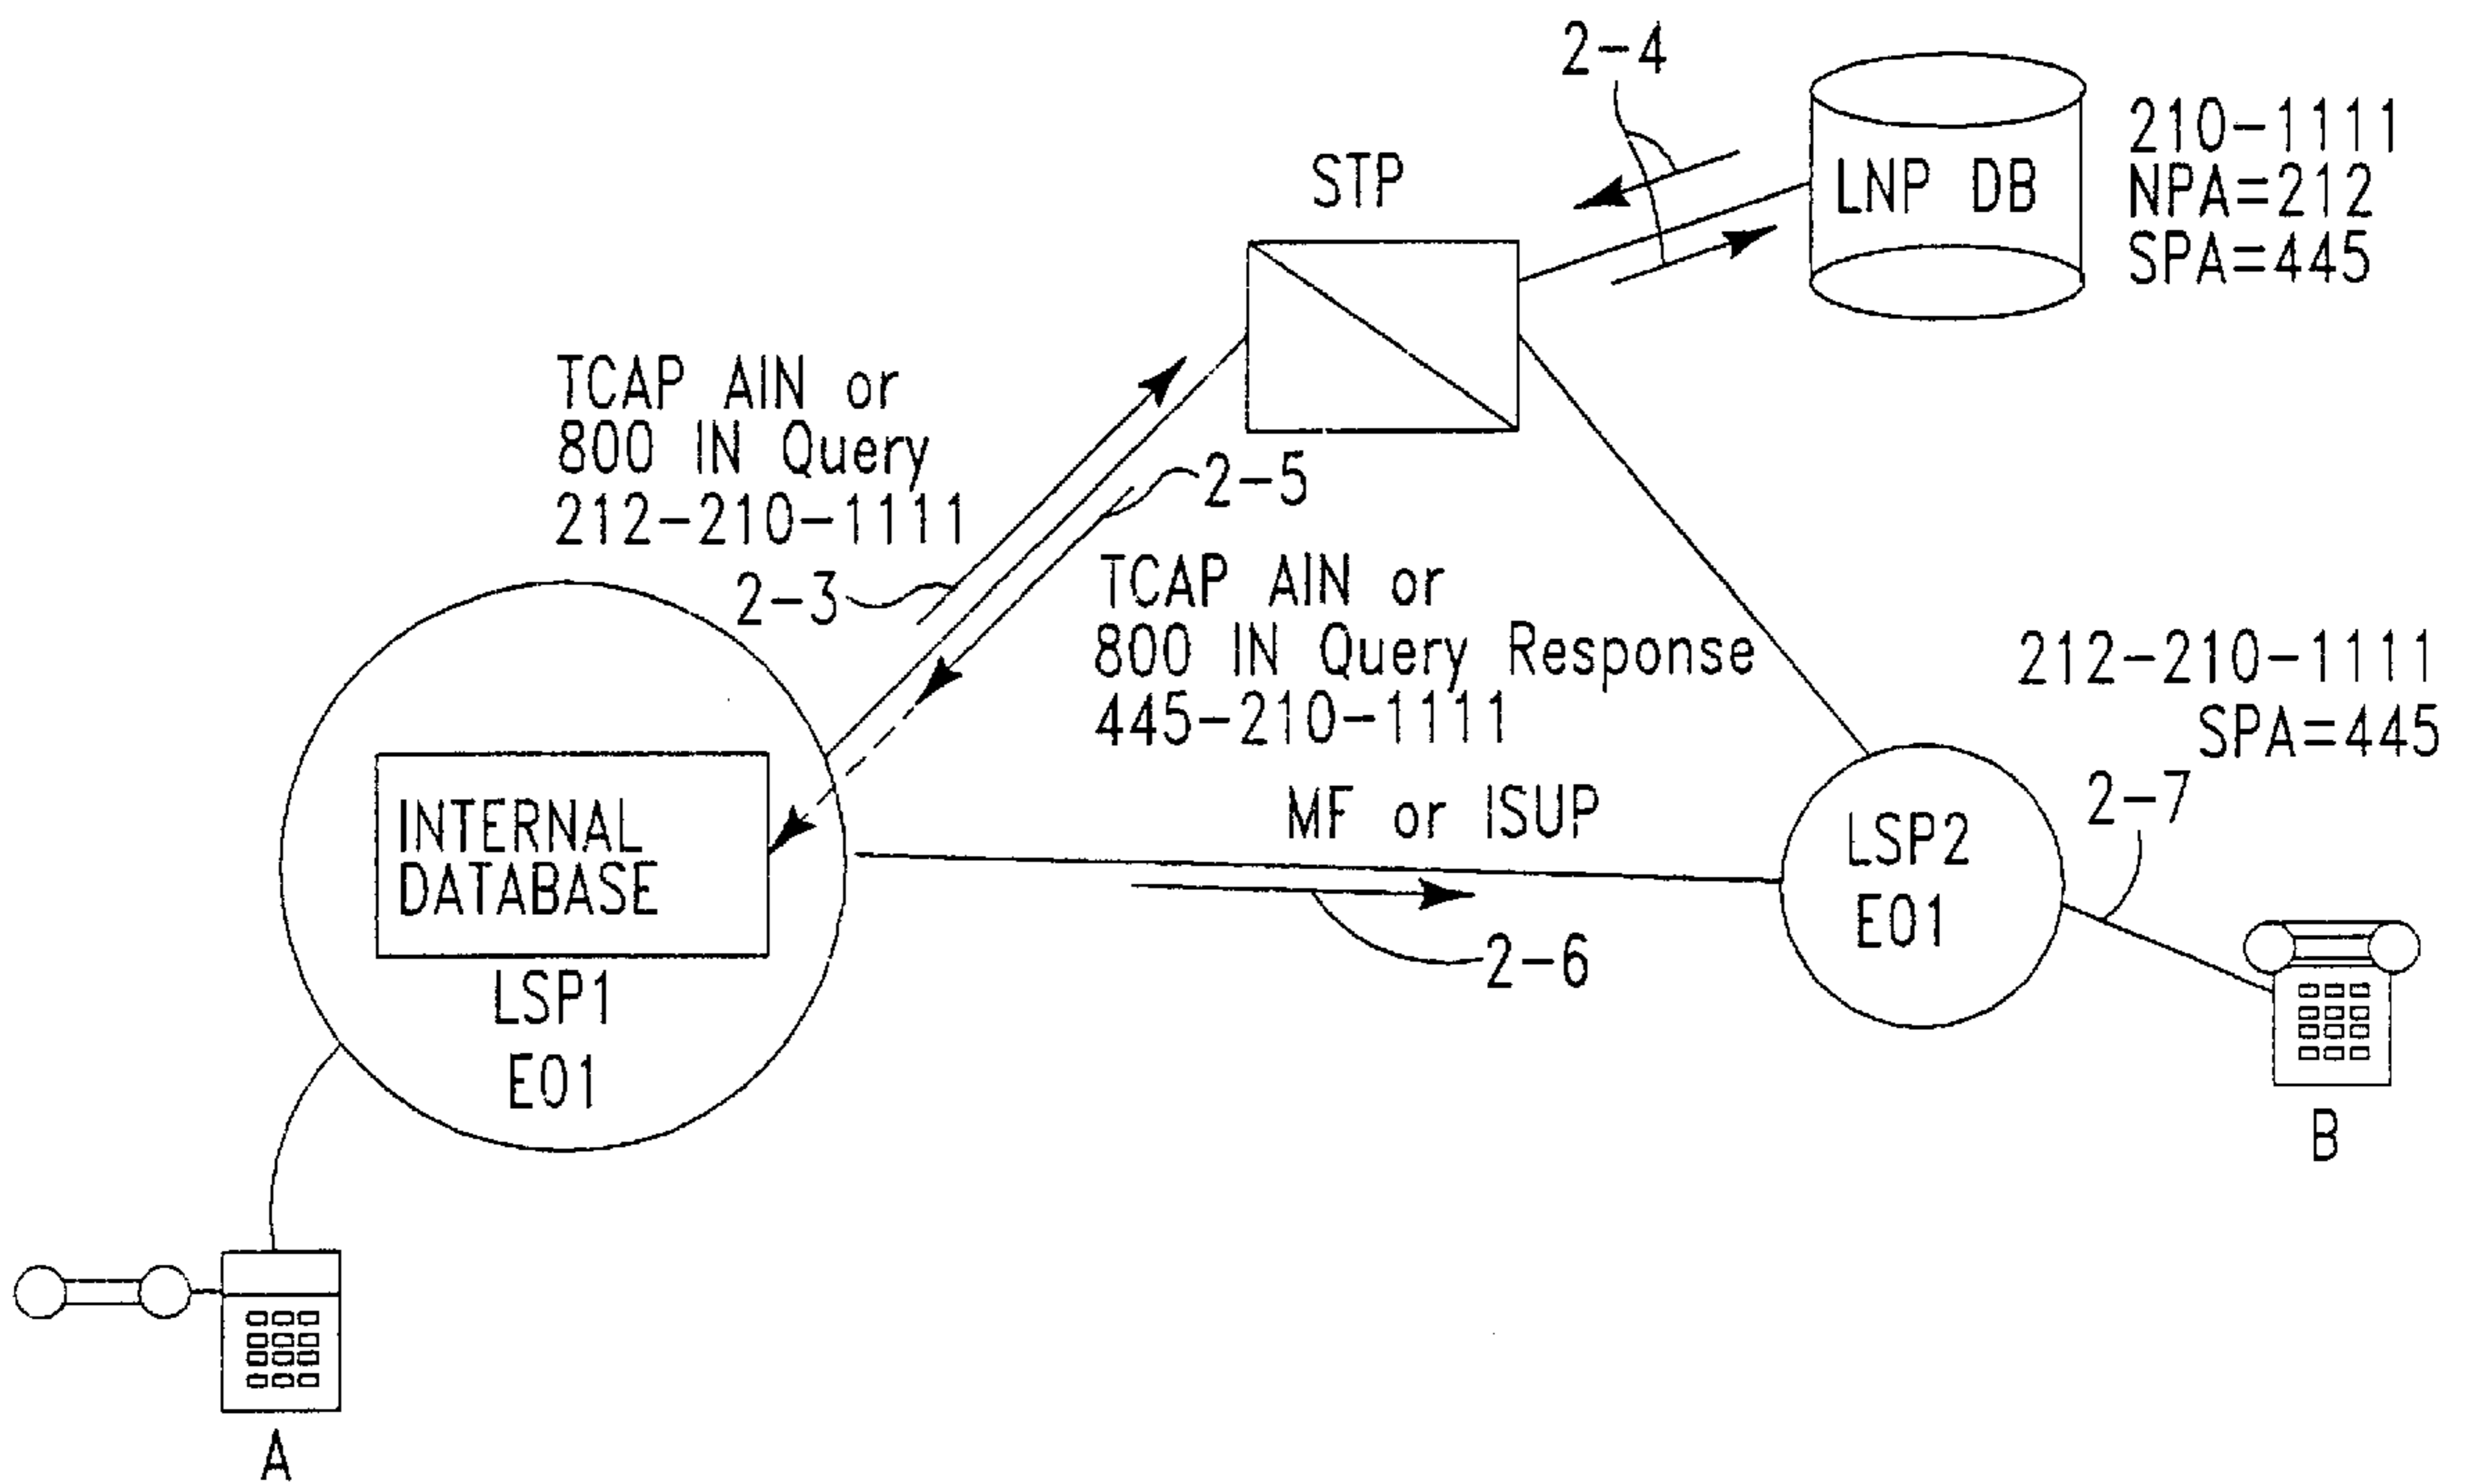 2-4
210-1111
NPA=212
SPA=445
LNP DB
STP
TCAP AIN or
800 IN Query
212-210-1111
2-3
2-5
TCAP AIN or
800 IN Query Response
445-210-1111
212-210-1111
SPA=445
2-7
MF or ISUP
INTERNAL
DATABASE
LSP1
E01
LSP2
E01
2-6
B
A